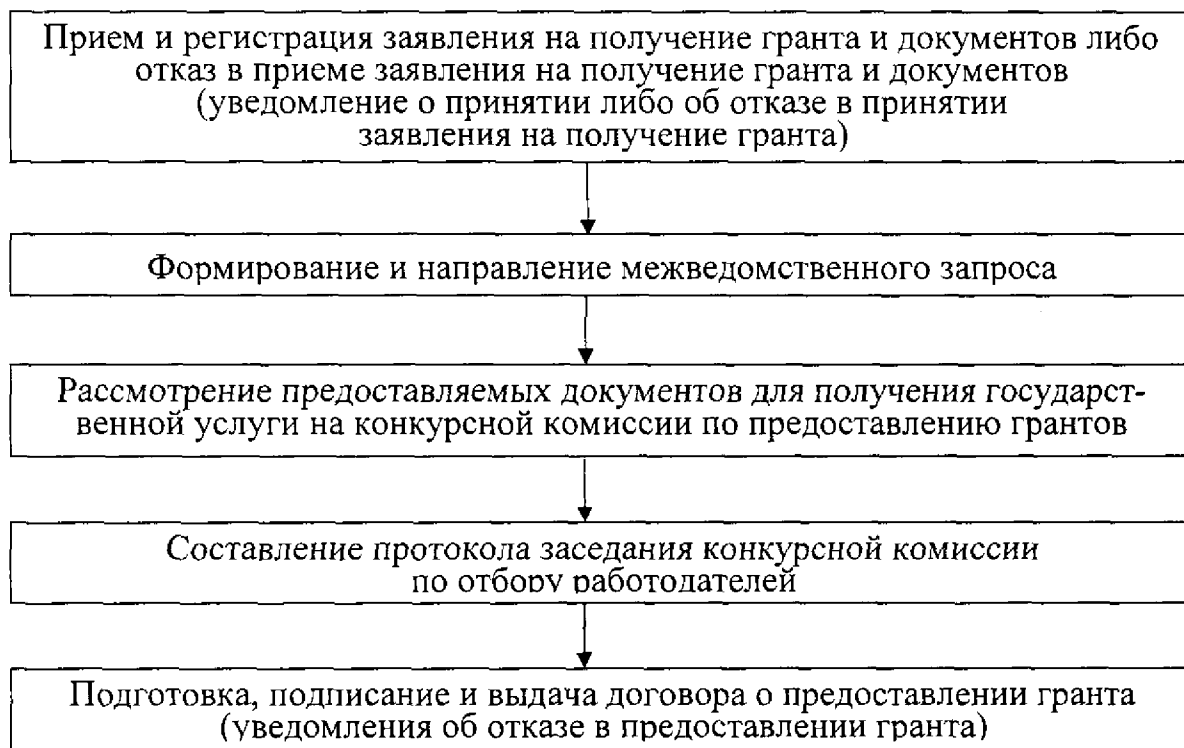 Прием и регистрация заявления на получение гранта и документов либо
отказ в приеме заявления на получение гранта и документов
(уведомление о принятии либо об отказе в принятии
заявления на получение гранта)
Формирование и направление межведомственного запроса
Рассмотрение предоставляемых документов для получения государст-
венной услуги на конкурсной комиссии по предоставлению грантов
Составление протокола заседания конкурсной комиссии
по отбору работодателей
Подготовка, подписание и выдача договора о предоставлении гранта
(уведомления об отказе в предоставлении гранта)